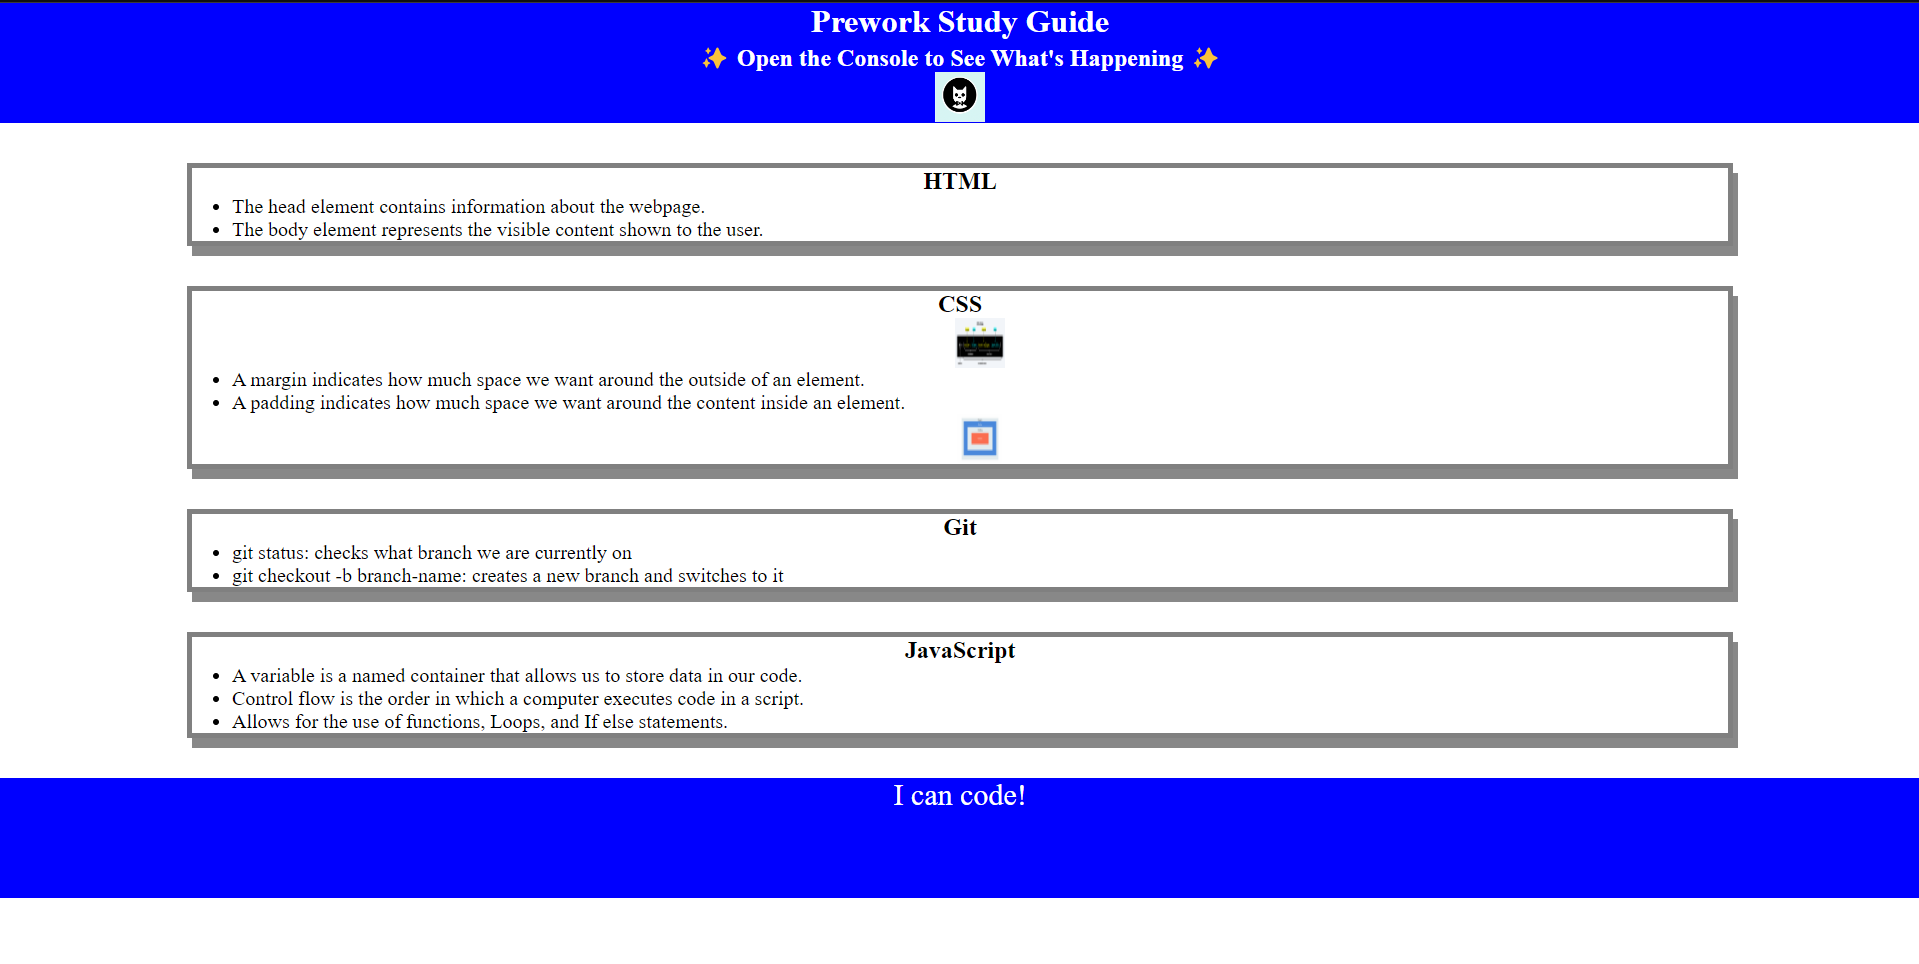 Prework Study Guide
✨ Open the Console to See What's Happening ✨
HTML
• The head element contains information about the webpage.
• The body element represents the visible content shown to the user.
CSS
• A margin indicates how much space we want around the outside of an element.
• A padding indicates how much space we want around the content inside an element.
Git
• git status: checks what branch we are currently on
• git checkout -b branch-name: creates a new branch and switches to it
JavaScript
• A variable is a named container that allows us to store data in our code.
• Control flow is the order in which a computer executes code in a script.
• Allows for the use of functions, Loops, and If else statements.
I can code!